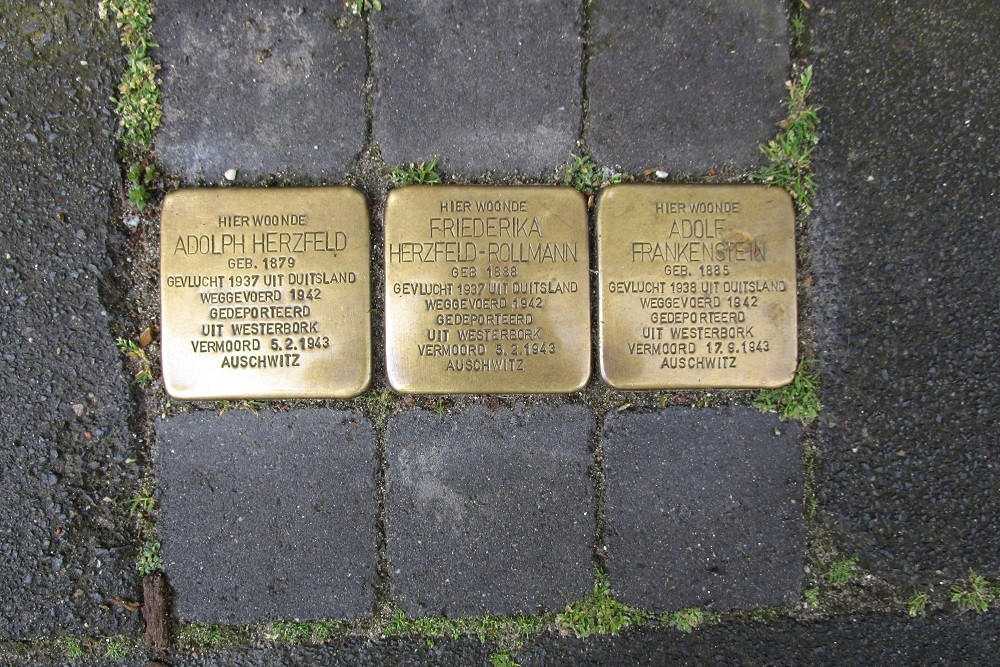 HIER WOONDE
ADOLPH HERZFELD
GEB. 1879
GEVLUCHT 1937 UIT DUITSLAND
WEGGEVOERD 1942
GEDEPORTEERD
UIT WESTERBORK
VERMOORD 5.2.1943
AUSCHWITZ
HIER WOONDE
FRIEDERIKA
HERZFELD-ROLLMANN
GEB 1888
GEVLUCHT 1937 UIT DUITSLAND
WEGGEVOERD 1942
GEDEPORTEERD
UIT WESTERBORK
VERMOORD 5.2.1943
AUSCHWITZ
HIER WOONDE
ADOLF
FRANKENSTEIN
GEB. 1885
GEVLUCHT 1938 UIT DUITSLAND
WEGGEVOERD 1942
GEDEPORTEERD
UIT WESTERBORK
VERMOORD 17.9.1943
AUSCHWITZ